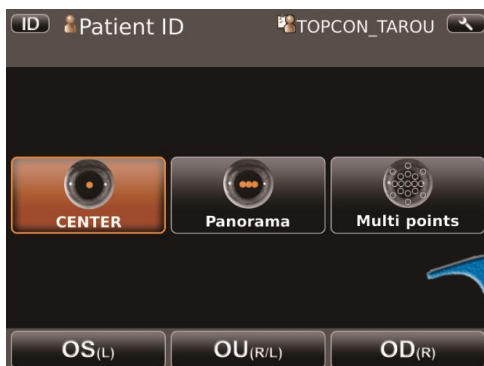 ID Patient ID TOPCON_TAROU
CENTER Panorama Multi points
OS(L) OU(R/L) OD(R)